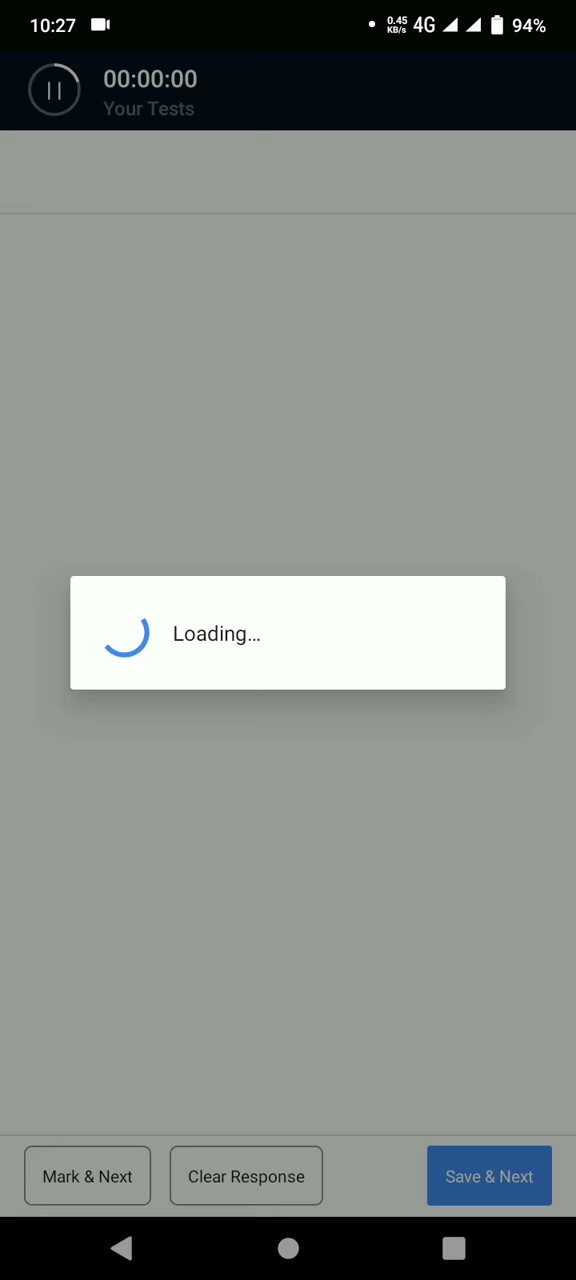 10:27
0.45
KB/s
4G
94%
00:00:00
Your Tests
Loading...
Mark & Next
Clear Response
Save & Next